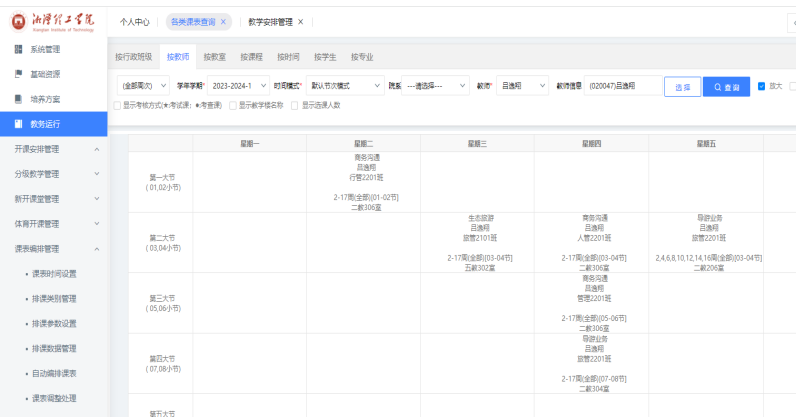 湘潭理工学院
Xiangtan Institute of Technology
个人中心 各类课表查询 × 教学安排管理 ×
系统管理
基础资源
培养方案
教务运行
开课安排管理
分级教学管理
新开课堂管理
体育开课管理
课表编排管理
• 课表时间设置
• 排课类别管理
• 排课参数设置
• 排课数据管理
• 自动编排课表
• 课表调整处理
按行政班级 按教师 按教室 按课程 按时间 按学生 按专业
(全部周次) 学年学期* 2023-2024-1 时间模式* 默认节次模式 院系 ---请选择--- 教师* 吕逸翔 教师信息 (020047)吕逸翔 选择 查询 放大
显示考核方式(★:考试课; ●:考查课) 显示教学楼名称 显示选课人数
星期一 星期二 星期三 星期四 星期五
第一大节
(01,02小节)
商务沟通
吕逸翔
行管2201班
2-17周(全部)[01-02节]
二教306室
第二大节
(03,04小节)
生态旅游
吕逸翔
旅管2101班
2-17周(全部)[03-04节]
五教302室
商务沟通
吕逸翔
人管2201班
2-17周(全部)[03-04节]
二教306室
导游业务
吕逸翔
旅管2201班
2,4,6,8,10,12,14,16周(全部)[03-04节]
二教206室
第三大节
(05,06小节)
商务沟通
吕逸翔
管理2201班
2-17周(全部)[05-06节]
二教306室
第四大节
(07,08小节)
导游业务
吕逸翔
旅管2201班
2-17周(全部)[07-08节]
二教304室
第五大节